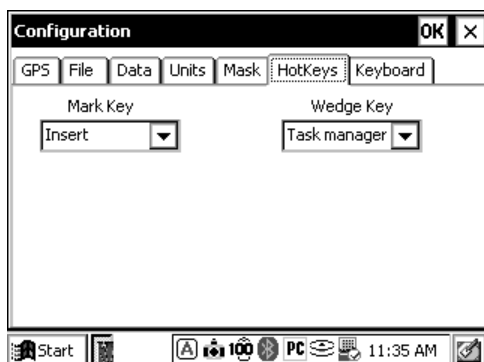 Configuration OK ×
GPS File Data Units Mask HotKeys Keyboard
Mark Key Wedge Key
Insert Task manager
Start A 100 PC 11:35 AM